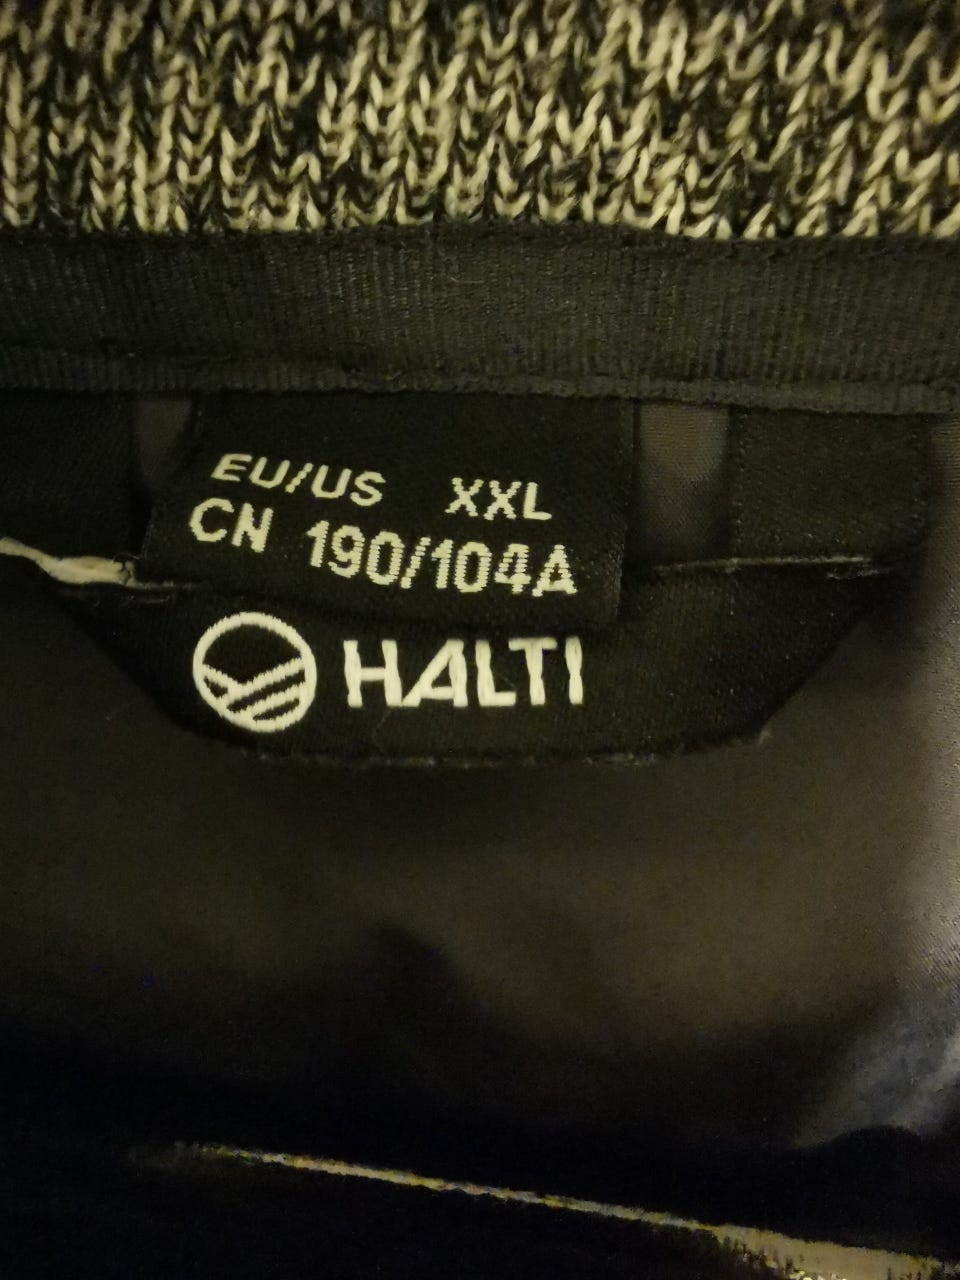 EU/US XXL
CN 190/104A
HALTI